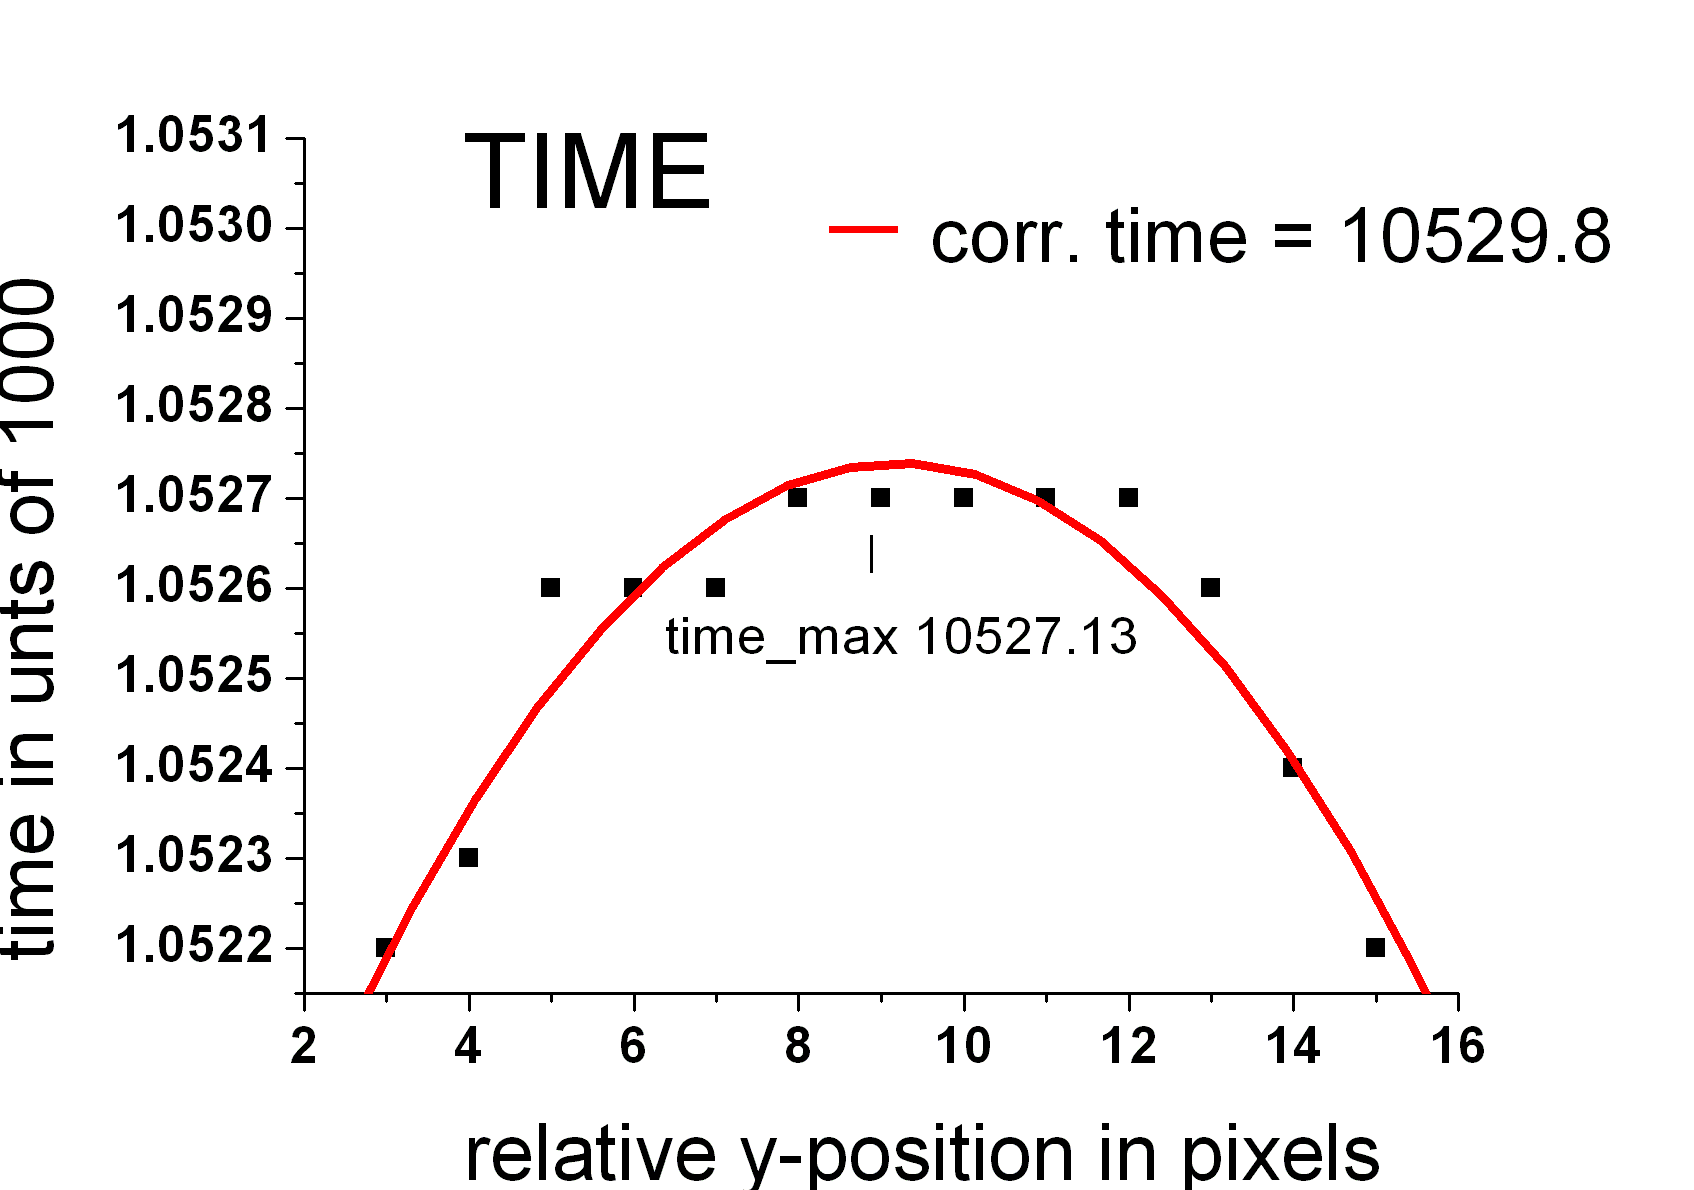 TIME
corr. time = 10529.8
1.0531
1.0530
1.0529
1.0528
1.0527
1.0526
1.0525
1.0524
1.0523
1.0522
time in unts of 1000
time_max 10527.13
2 4 6 8 10 12 14 16
relative y-position in pixels